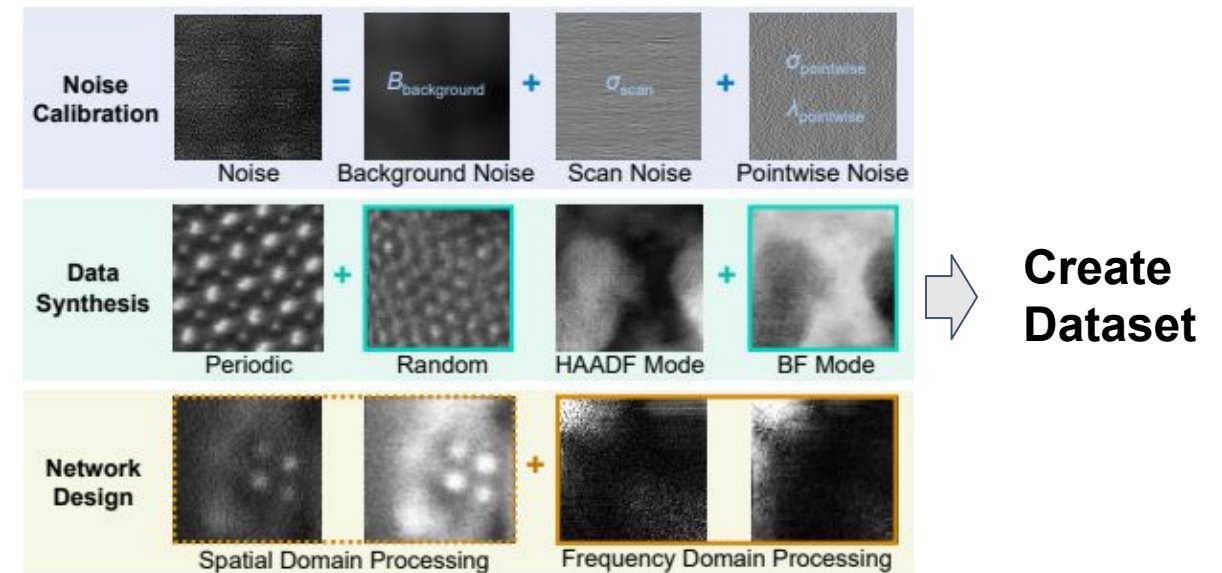 Noise
Calibration
=
B_background
+
σ_scan
+
σ_pointwise
λ_pointwise
Noise
Background Noise
Scan Noise
Pointwise Noise
Data
Synthesis
+
+
Periodic
Random
HAADF Mode
BF Mode
Create
Dataset
Network
Design
+
Spatial Domain Processing
Frequency Domain Processing